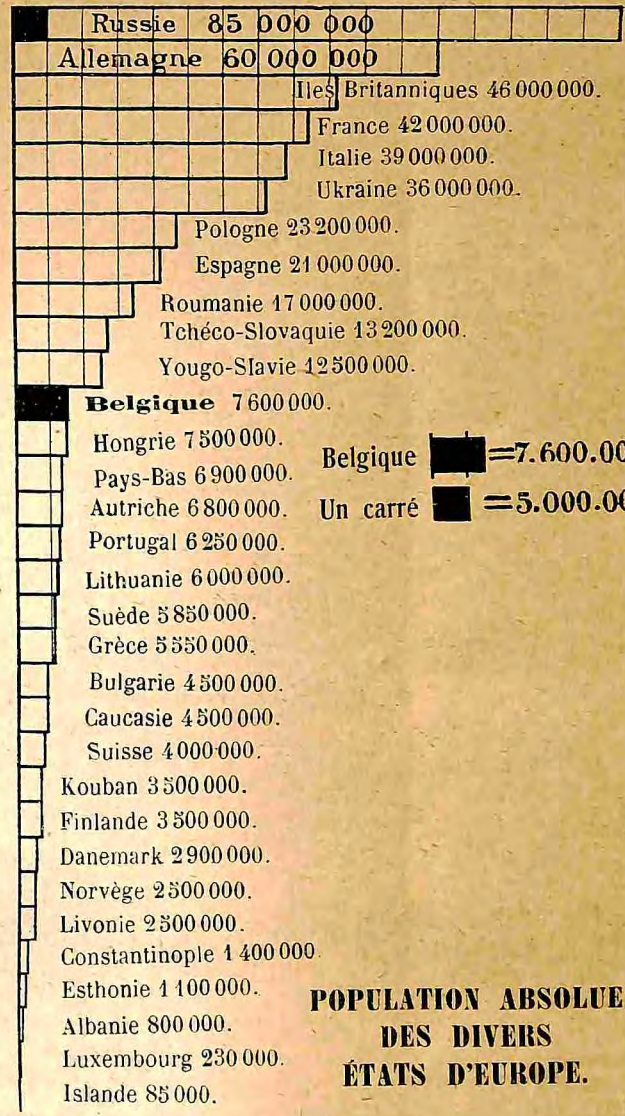 Russie 85 000 000
Allemagne 60 000 000
Iles Britanniques 46 000 000.
France 42 000 000.
Italie 39 000 000.
Ukraine 36 000 000.
Pologne 23 200 000.
Espagne 21 000 000.
Roumanie 17 000 000.
Tchéco-Slovaquie 13 200 000.
Yougo-Slavie 12 500 000.
Belgique 7 600 000.
Hongrie 7 500 000.
Pays-Bas 6 900 000.
Autriche 6 800 000.
Portugal 6 250 000.
Lithuanie 6 000 000.
Suède 5 850 000.
Grèce 5 550 000.
Bulgarie 4 500 000.
Caucasie 4 500 000.
Suisse 4 000 000.
Kouban 3 500 000.
Finlande 3 500 000.
Danemark 2 900 000.
Norvège 2 500 000.
Livonie 2 500 000.
Constantinople 1 400 000
Esthonie 1 100 000.
Albanie 800 000.
Luxembourg 230 000.
Islande 85 000.
Belgique =7.600.00
Un carré =5.000.00
POPULATION ABSOLUE
DES DIVERS
ÉTATS D'EUROPE.